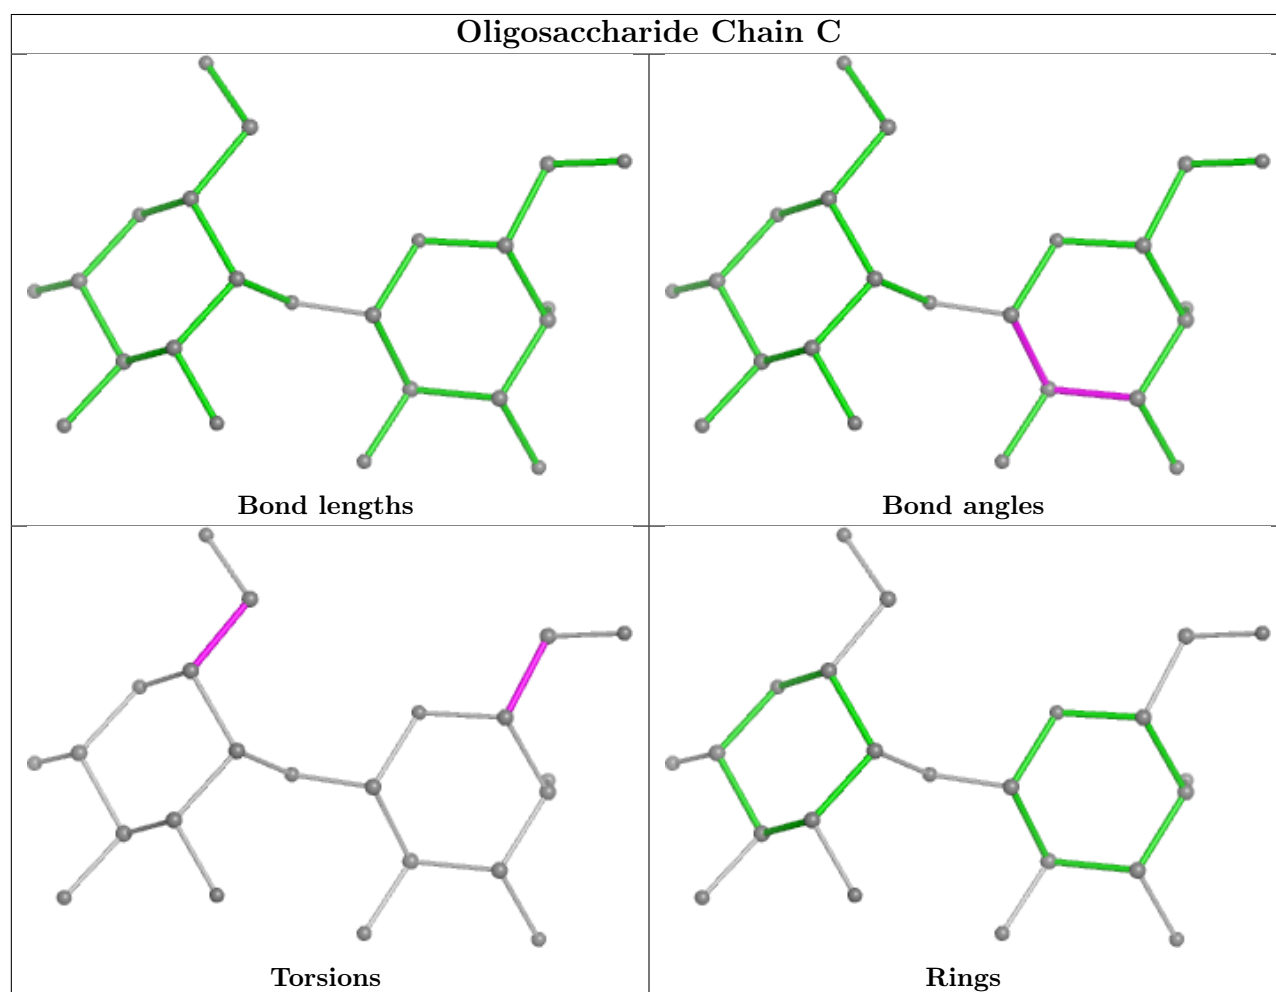 Oligosaccharide Chain C
Bond lengths
Bond angles
Torsions
Rings